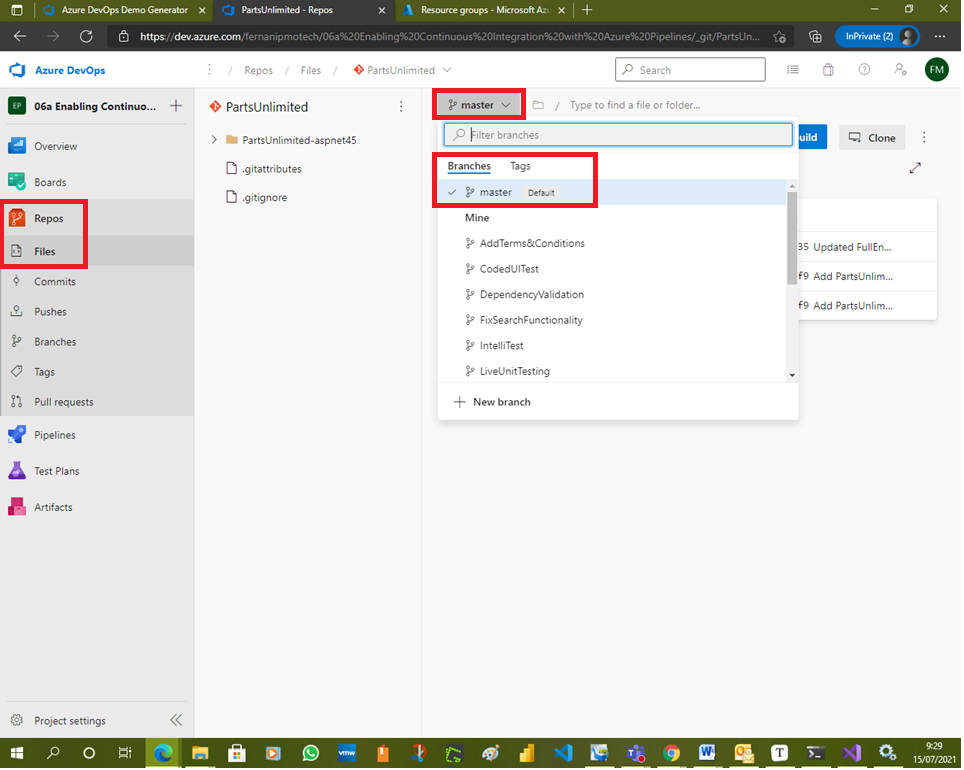 Azure DevOps Demo Generator
PartsUnlimited - Repos
Resource groups - Microsoft Azu
https://dev.azure.com/fernanipmotech/06a%20Enabling%20Continuous%20Integration%20with%20Azure%20Pipelines/_git/PartsUn...
InPrivate (2)
Azure DevOps
/ Repos / Files / PartsUnlimited
Search
FM
EP
06a Enabling Continuo...
Overview
Boards
Repos
Files
Commits
Pushes
Branches
Tags
Pull requests
Pipelines
Test Plans
Artifacts
Project settings
PartsUnlimited
PartsUnlimited-aspnet45
.gitattributes
.gitignore
master
/ Type to find a file or folder...
Filter branches
uild
Clone
Branches
Tags
master
Default
Mine
AddTerms&Conditions
CodedUITest
DependencyValidation
FixSearchFunctionality
IntelliTest
LiveUnitTesting
New branch
35 Updated FullEn...
f9 Add PartsUnlim...
f9 Add PartsUnlim...
vmw
9:29
15/07/2021